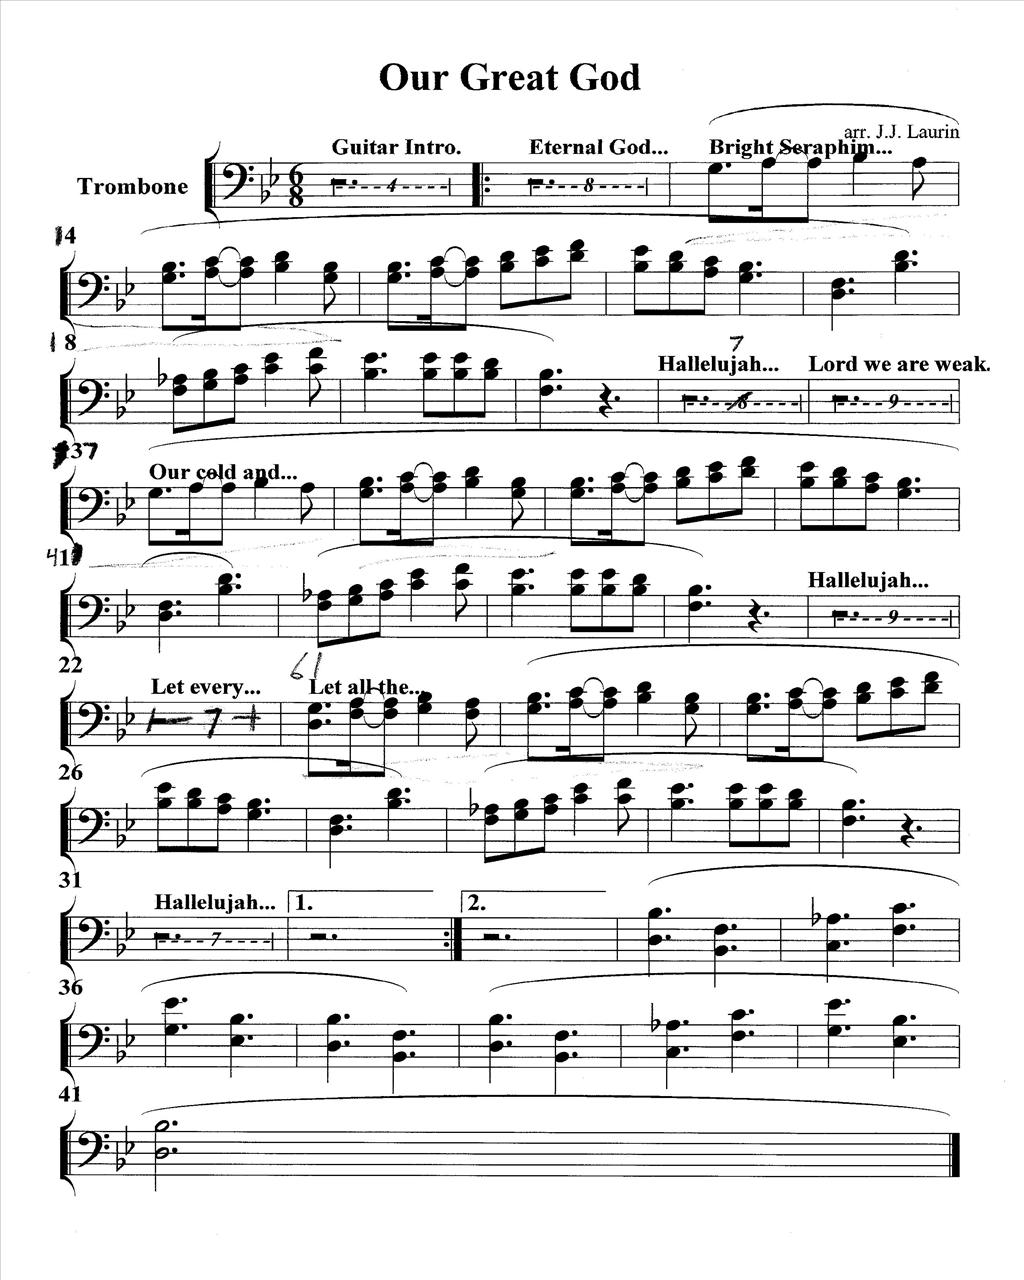 Our Great God
arr. J.J. Laurin
Guitar Intro. Eternal God... Bright Seraphim...
Trombone 6 8 4 8
14
18 7
Hallelujah... Lord we are weak.
8 9
37
Our cold and...
41
Hallelujah...
9
22 61
Let every... Let all the...
7
26
31
Hallelujah... 1. 2.
7
36
41